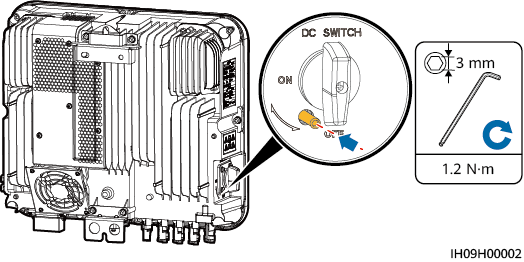 DC SWITCH
ON
3 mm
1.2 N·m
IH09H00002